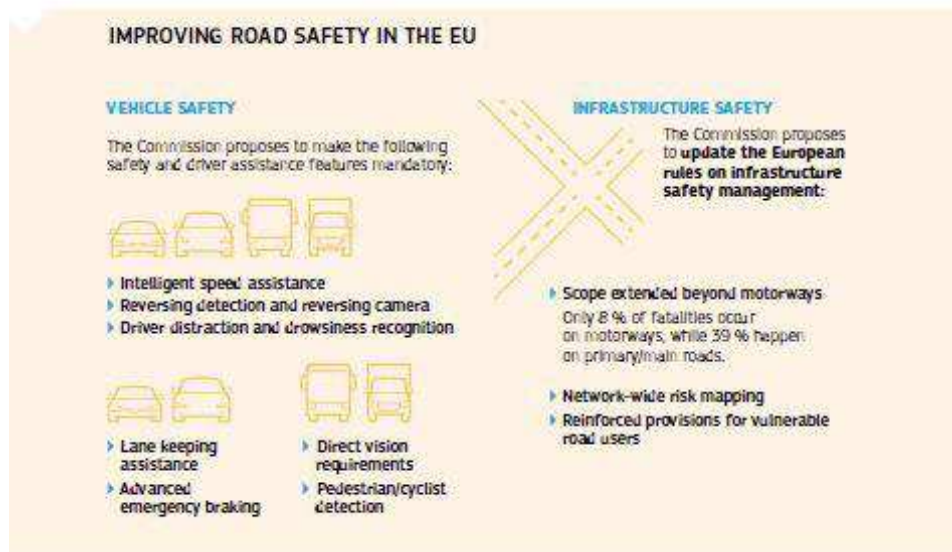 IMPROVING ROAD SAFETY IN THE EU
VEHICLE SAFETY
The Commission proposes to make the following
safety and driver assistance features mandatory:
Intelligent speed assistance
Reversing detection and reversing camera
Driver distraction and drowsiness recognition
Lane keeping
assistance
Advanced
emergency braking
Direct vision
requirements
Pedestrian/cyclist
detection
INFRASTRUCTURE SAFETY
The Commission proposes
to update the European
rules on infrastructure
safety management:
Scope extended beyond motorways
Only 8 % of fatalities occur
on motorways, while 39 % happen
on primary/main roads.
Network-wide risk mapping
Reinforced provisions for vulnerable
road users